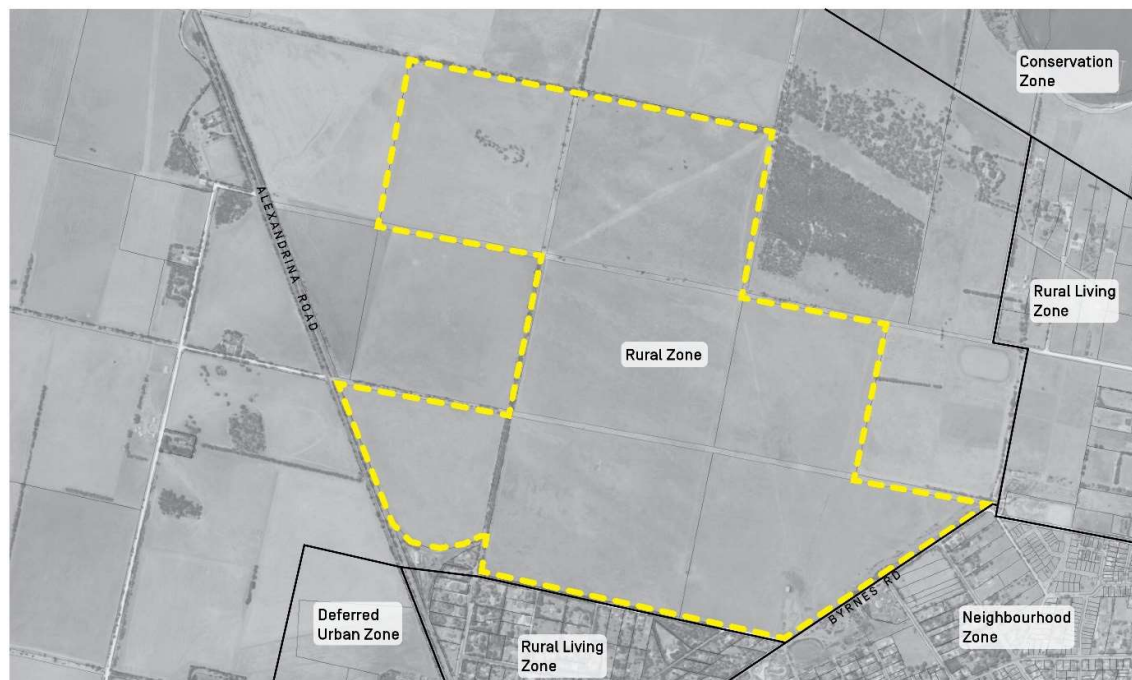 Conservation
Zone
ALEXANDRINA ROAD
Rural Living
Zone
Rural Zone
BYRNES RD
Deferred
Urban Zone
Rural Living
Zone
Neighbourhood
Zone